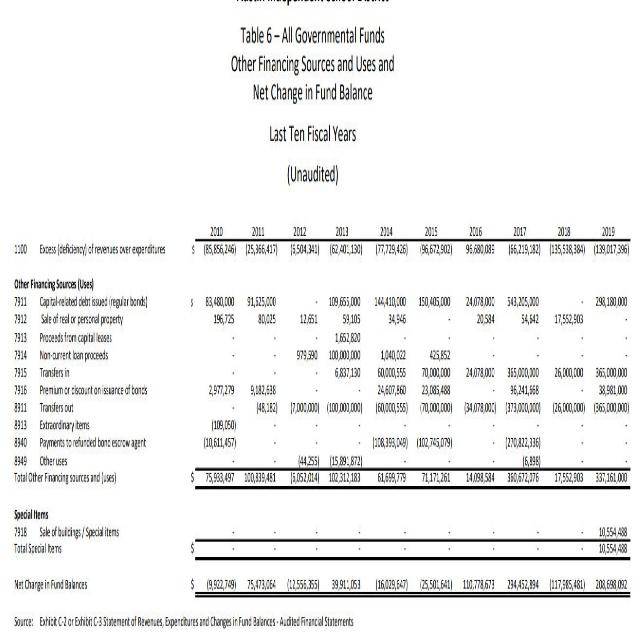 Table 6 – All Governmental Funds
Other Financing Sources and Uses and
Net Change in Fund Balance
Last Ten Fiscal Years
(Unaudited)
2010 2011 2012 2013 2014 2015 2016 2017 2018 2019
1100 Excess (deficiency) of revenues over expenditures $ (85,856,246) (25,366,417) (6,504,341) (62,401,130) (77,729,426) (96,672,902) 96,680,089 (66,219,182) (135,538,384) (139,017,396)
Other Financing Sources (Uses)
7911 Capital-related debt issued (regular bonds) $ 83,480,000 91,625,000 - 109,655,000 144,410,000 150,405,000 24,078,000 543,205,000 - 298,180,000
7912 Sale of real or personal property 196,725 80,025 12,651 59,105 34,946 - 20,584 54,642 17,552,903 -
7913 Proceeds from capital leases - - - 1,652,820 - - - - - -
7914 Non-current loan proceeds - - 979,590 100,000,000 1,040,022 425,852 - - - -
7915 Transfers in - - - 6,837,130 60,000,555 70,000,000 24,078,000 365,000,000 26,000,000 365,000,000
7916 Premium or discount on issuance of bonds 2,977,279 9,182,638 - - 24,607,860 23,085,488 - 96,241,668 - 38,981,000
8911 Transfers out - (48,182) (7,000,000) (100,000,000) (60,000,555) (70,000,000) (34,078,000) (373,000,000) (26,000,000) (365,000,000)
8913 Extraordinary items (109,050) - - - - - - - - -
8940 Payments to refunded bond escrow agent (10,611,457) - - - (108,393,049) (102,745,079) - (270,822,336) - -
8949 Other uses - - (44,255) (15,891,872) - - - (6,898) - -
Total Other Financing sources and (uses) $ 75,933,497 100,839,481 (6,052,014) 102,312,183 61,699,779 71,171,261 14,098,584 360,672,076 17,552,903 337,161,000
Special Items
7918 Sale of buildings / Special items - - - - - - - - - 10,554,488
Total Special Items $ - - - - - - - - - 10,554,488
Net Change in Fund Balances $ (9,922,749) 75,473,064 (12,556,355) 39,911,053 (16,029,647) (25,501,641) 110,778,673 294,452,894 (117,985,481) 208,698,092
Source: Exhibit C-2 or Exhibit C-3 Statement of Revenues, Expenditures and Changes in Fund Balances - Audited Financial Statements